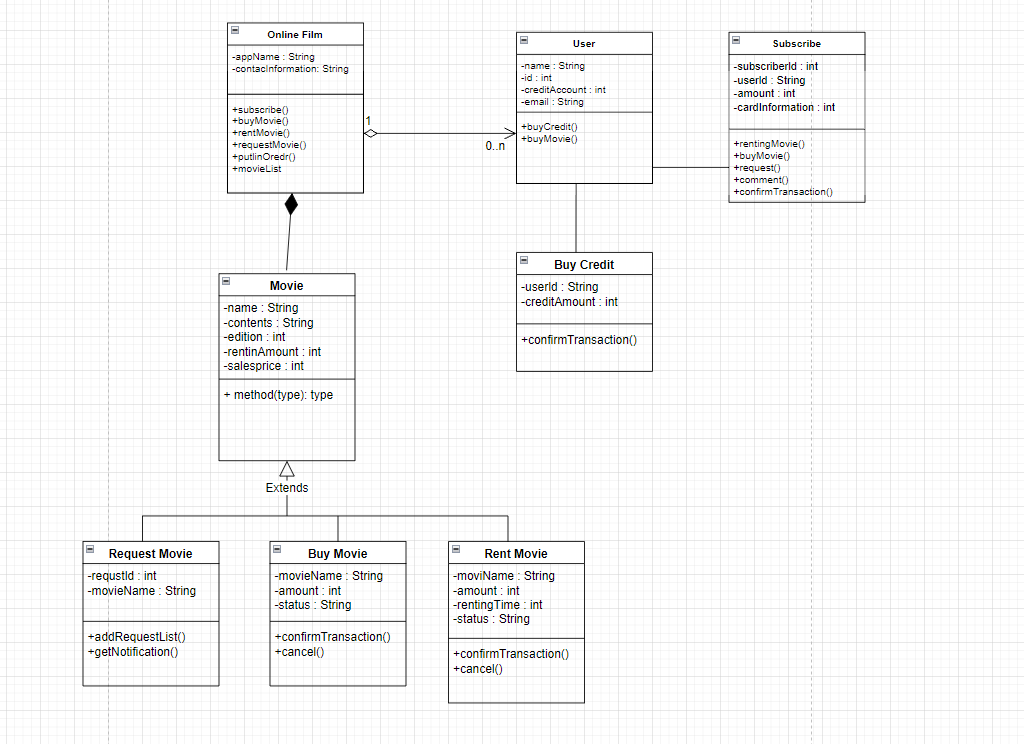 Online Film
-appName : String
-contacInformation: String
+subscribe()
+buyMovie()
+rentMovie()
+requestMovie()
+putlinOredr()
+movieList
1
0..n
User
-name : String
-id : int
-creditAccount : int
-email : String
+buyCredit()
+buyMovie()
Subscribe
-subscriberId : int
-userId : String
-amount : int
-cardInformation : int
+rentingMovie()
+buyMovie()
+request()
+comment()
+confirmTransaction()
Buy Credit
-userId : String
-creditAmount : int
+confirmTransaction()
Movie
-name : String
-contents : String
-edition : int
-rentinAmount : int
-salesprice : int
+ method(type): type
Extends
Request Movie
-requstId : int
-movieName : String
+addRequestList()
+getNotification()
Buy Movie
-movieName : String
-amount : int
-status : String
+confirmTransaction()
+cancel()
Rent Movie
-moviName : String
-amount : int
-rentingTime : int
-status : String
+confirmTransaction()
+cancel()